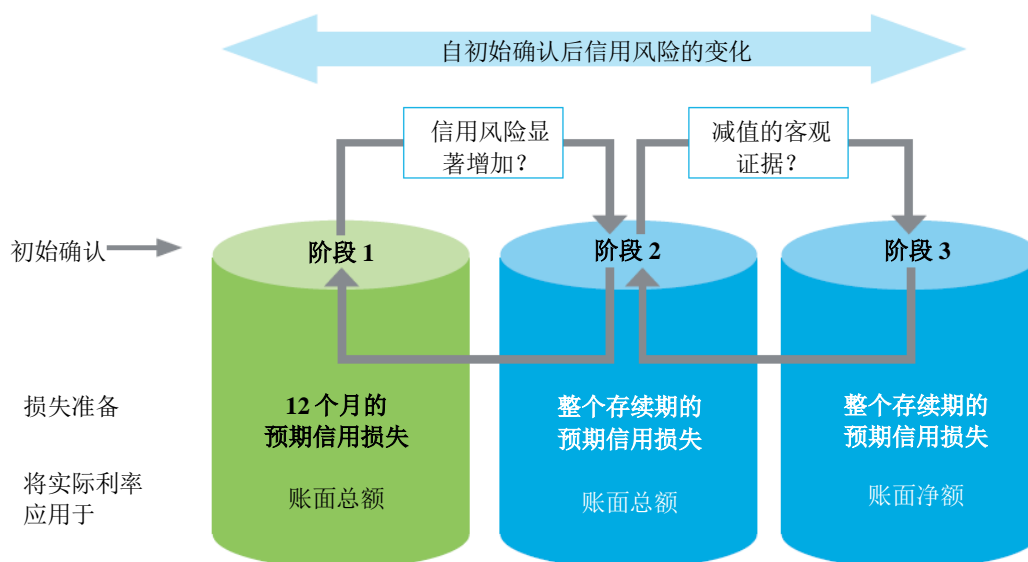 自初始确认后信用风险的变化
信用风险显
著增加？
减值的客观
证据？
初始确认
阶段 1
阶段 2
阶段 3
损失准备
12 个月的
预期信用损失
整个存续期的
预期信用损失
整个存续期的
预期信用损失
将实际利率
应用于
账面总额
账面总额
账面净额